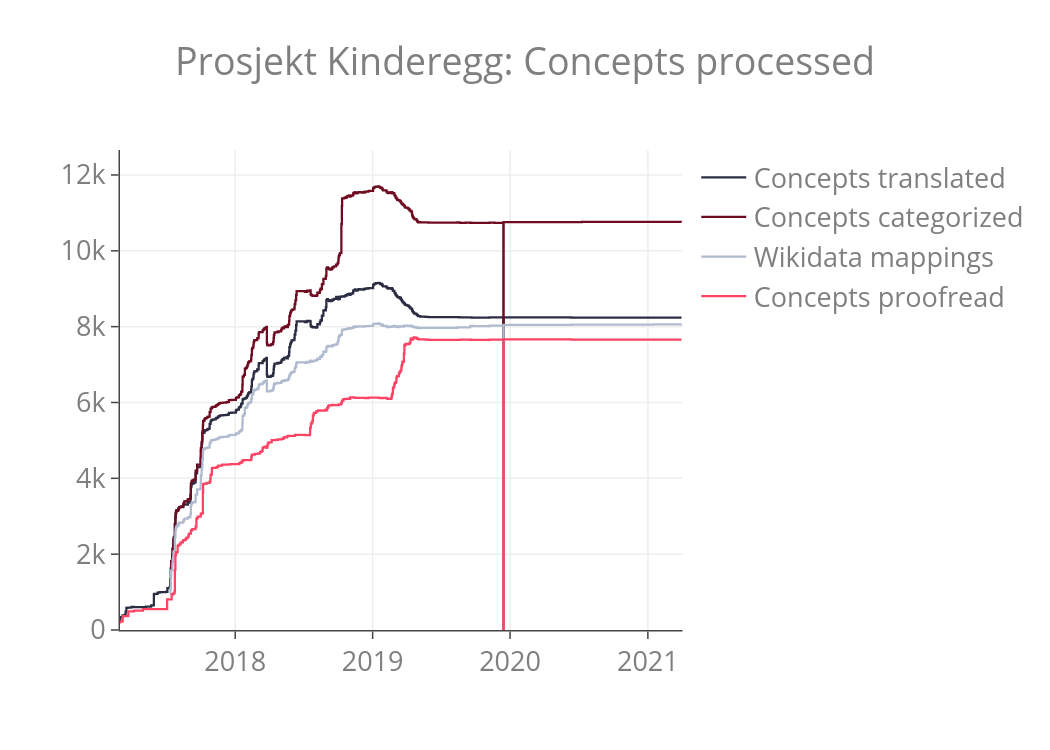 Prosjekt Kinderegg: Concepts processed
12k
10k
8k
6k
4k
2k
0
2018 2019 2020 2021
Concepts translated
Concepts categorized
Wikidata mappings
Concepts proofread